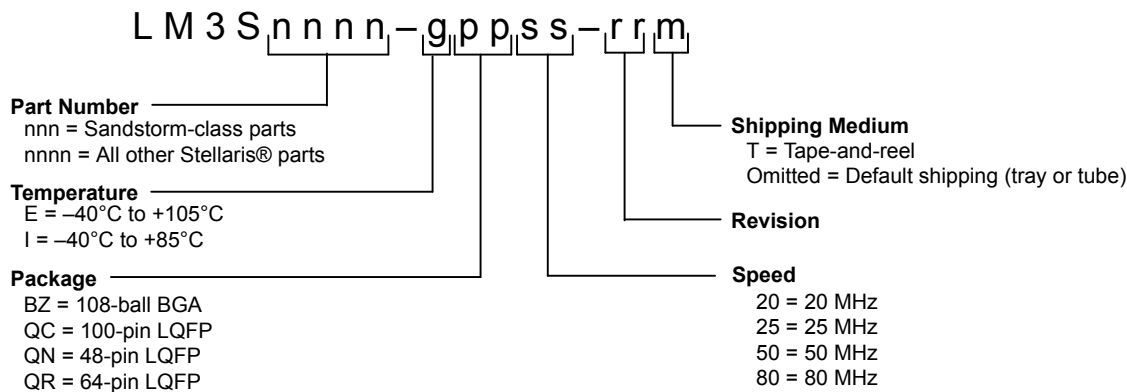 LM3Snnnn–gppss–rrm
Part Number
nnn = Sandstorm-class parts
nnnn = All other Stellaris® parts
Temperature
E = –40°C to +105°C
I = –40°C to +85°C
Package
BZ = 108-ball BGA
QC = 100-pin LQFP
QN = 48-pin LQFP
QR = 64-pin LQFP
Shipping Medium
T = Tape-and-reel
Omitted = Default shipping (tray or tube)
Revision
Speed
20 = 20 MHz
25 = 25 MHz
50 = 50 MHz
80 = 80 MHz